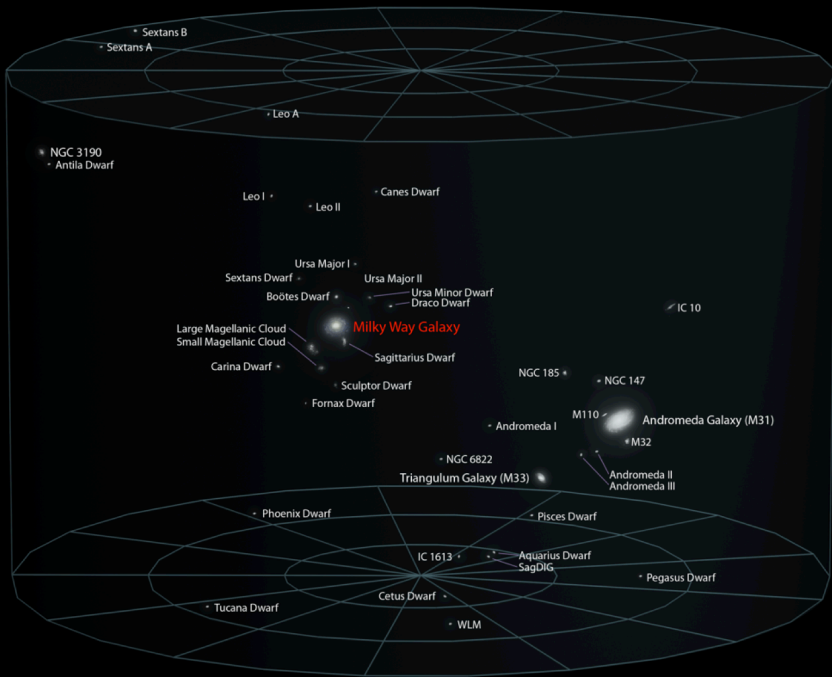 Sextans B
Sextans A
Leo A
NGC 3190
Antila Dwarf
Canes Dwarf
Leo I
Leo II
Ursa Major I
Sextans Dwarf
Ursa Major II
Boötes Dwarf
Ursa Minor Dwarf
Draco Dwarf
IC 10
Milky Way Galaxy
Large Magellanic Cloud
Small Magellanic Cloud
Sagittarius Dwarf
Carina Dwarf
NGC 185
NGC 147
Sculptor Dwarf
Fornax Dwarf
M110
Andromeda Galaxy (M31)
Andromeda I
M32
NGC 6822
Triangulum Galaxy (M33)
Andromeda II
Andromeda III
Phoenix Dwarf
Pisces Dwarf
IC 1613
Aquarius Dwarf
SagDIG
Pegasus Dwarf
Cetus Dwarf
Tucana Dwarf
WLM